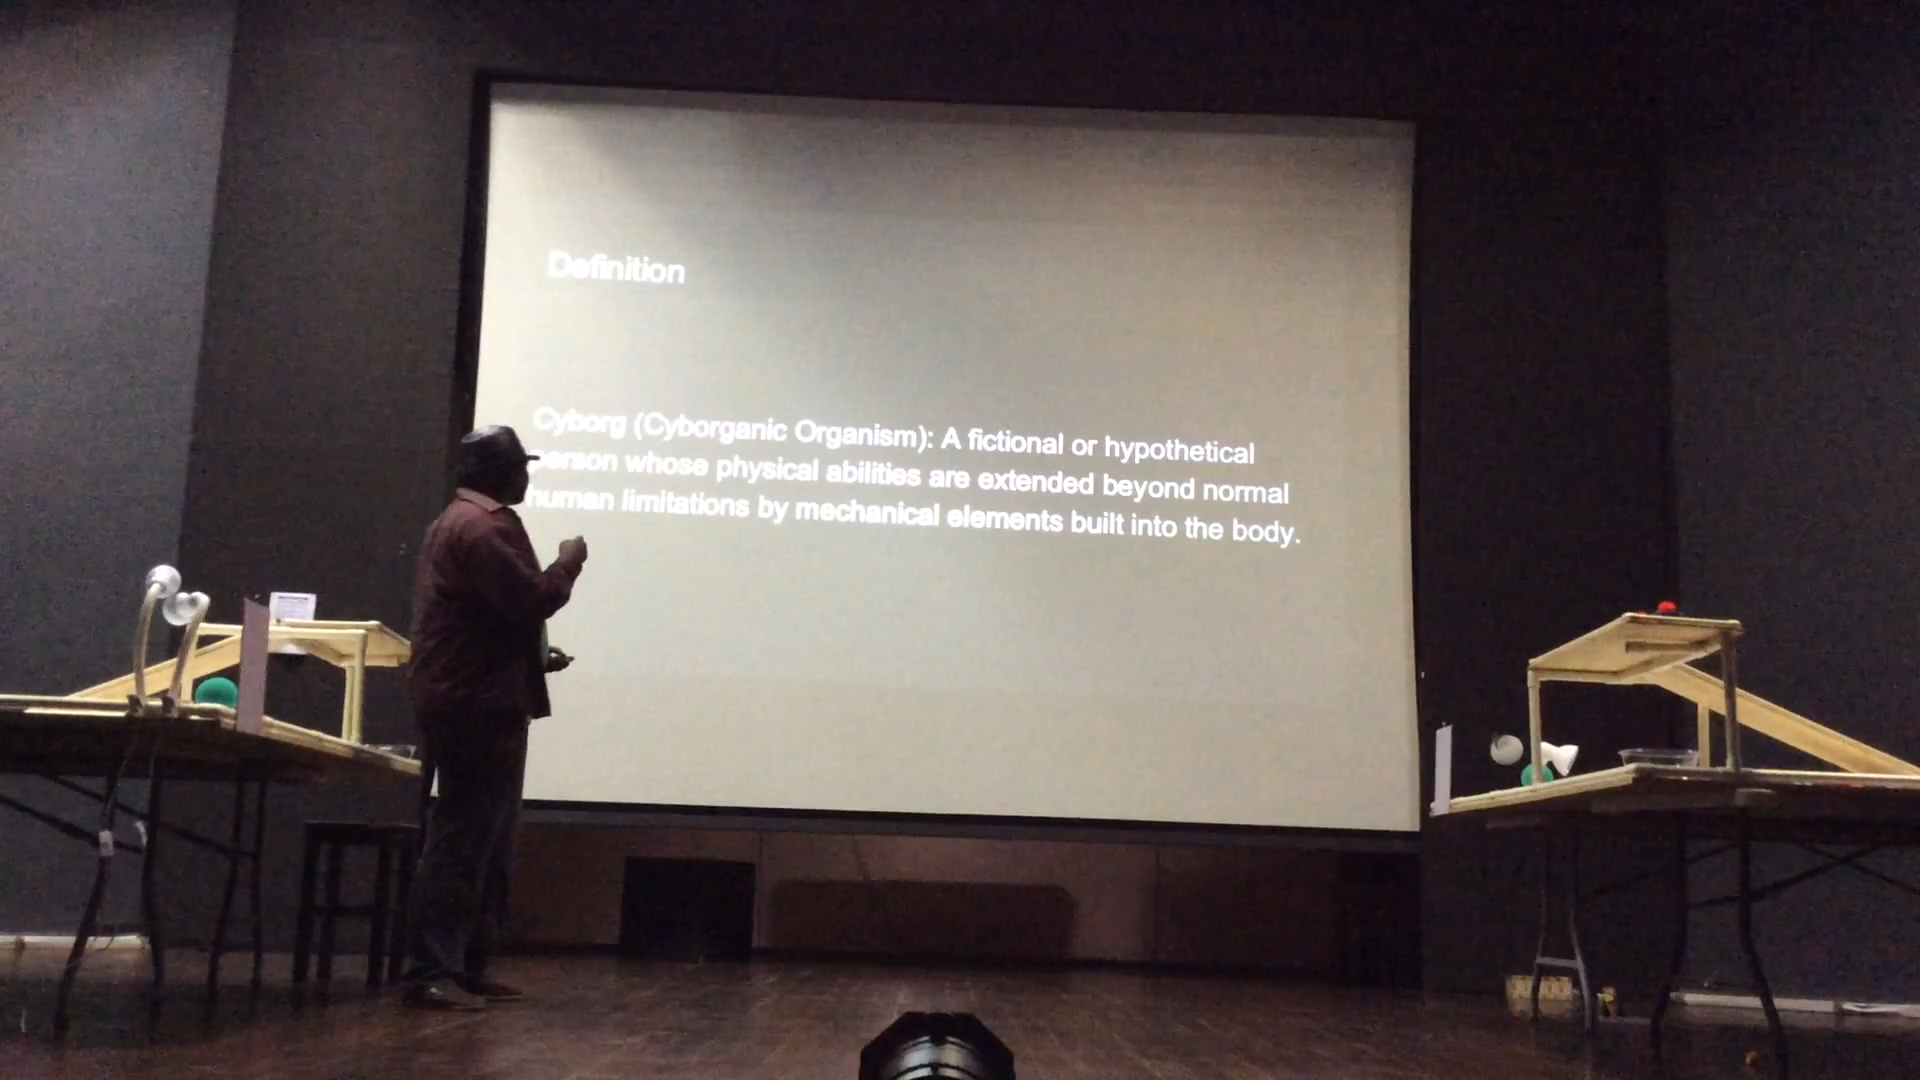 Definition
Cyborg (Cyborganic Organism): A fictional or hypothetical
person whose physical abilities are extended beyond normal
human limitations by mechanical elements built into the body.